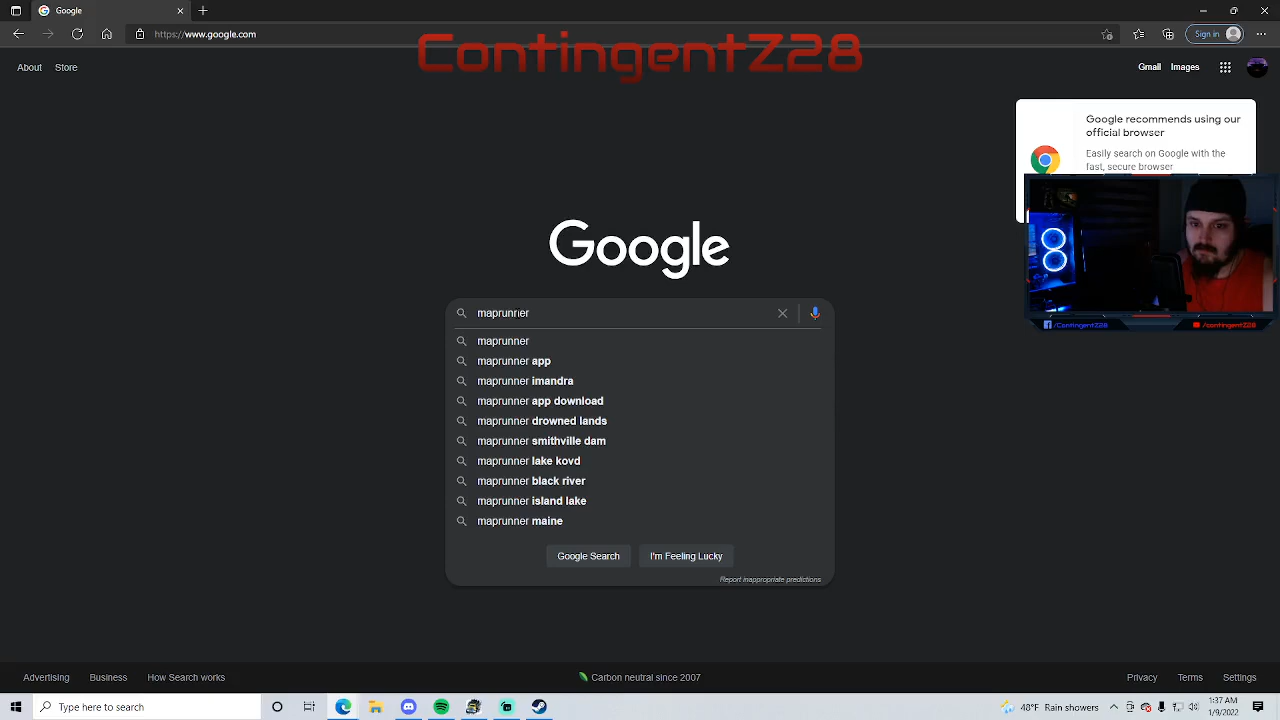 Google
https://www.google.com
Sign in
ContingentZ28
About
Store
Gmail
Images
Google recommends using our
official browser
Easily search on Google with the
fast, secure browser
/ContingentZ28
/contingentZ28
Google
maprunner
maprunner
maprunner app
maprunner imandra
maprunner app download
maprunner drowned lands
maprunner smithville dam
maprunner lake kovd
maprunner black river
maprunner island lake
maprunner maine
Google Search
I'm Feeling Lucky
Report inappropriate predictions
Advertising
Business
How Search works
Carbon neutral since 2007
Privacy
Terms
Settings
Type here to search
48°F Rain showers
1:37 AM
1/9/2022